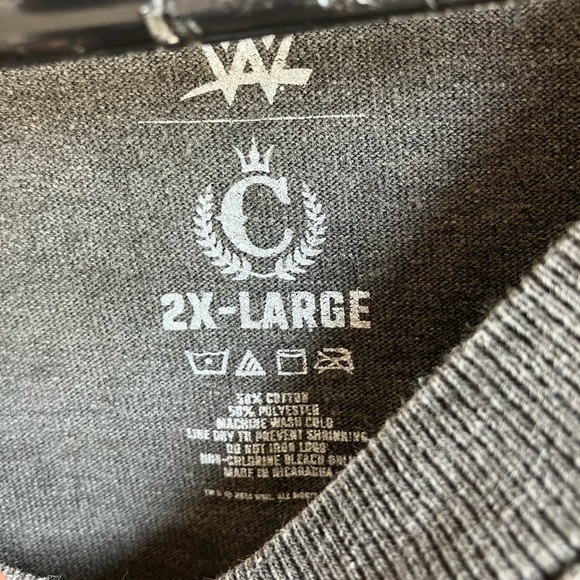 W
C
2X-LARGE
50% COTTON
50% POLYESTER
MACHINE WASH COLD
LINE DRY TO PREVENT SHRINKING
DO NOT IRON LOGO
NON-CHLORINE BLEACH ONLY
MADE IN NICARAGUA